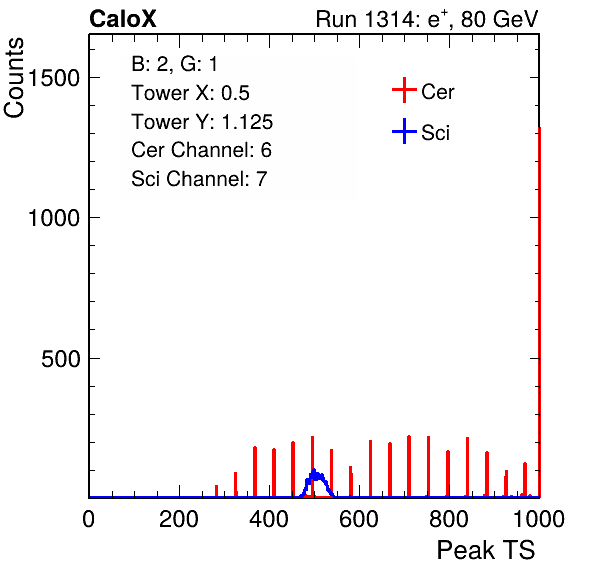 CaloX Run 1314: e⁺, 80 GeV
Counts
B: 2, G: 1
Tower X: 0.5
Tower Y: 1.125
Cer Channel: 6
Sci Channel: 7
Cer
Sci
1500
1000
500
0 200 400 600 800 1000
Peak TS